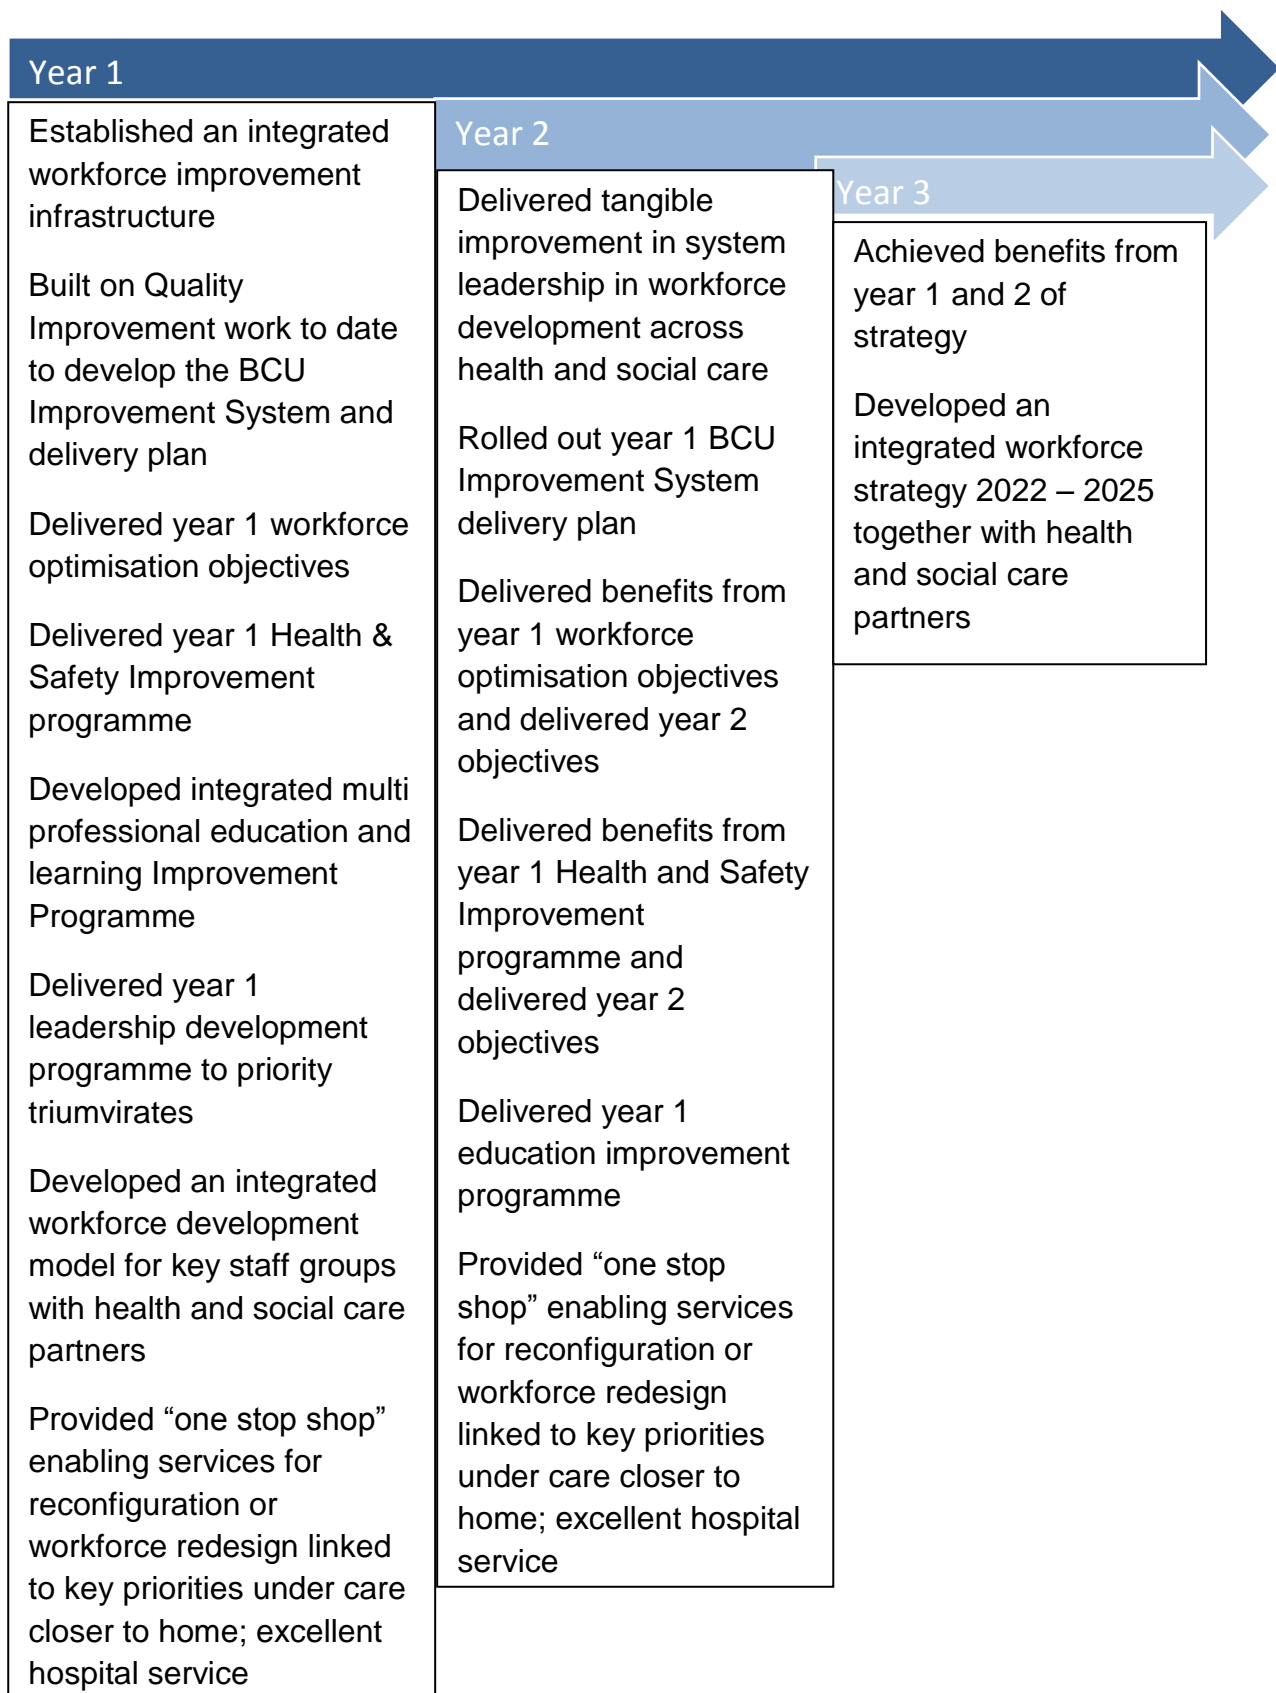 Year 1
Established an integrated
workforce improvement
infrastructure
Built on Quality
Improvement work to date
to develop the BCU
Improvement System and
delivery plan
Delivered year 1 workforce
optimisation objectives
Delivered year 1 Health &
Safety Improvement
programme
Developed integrated multi
professional education and
learning Improvement
Programme
Delivered year 1
leadership development
programme to priority
triumvirates
Developed an integrated
workforce development
model for key staff groups
with health and social care
partners
Provided “one stop shop”
enabling services for
reconfiguration or
workforce redesign linked
to key priorities under care
closer to home; excellent
hospital service
Year 2
Delivered tangible
improvement in system
leadership in workforce
development across
health and social care
Rolled out year 1 BCU
Improvement System
delivery plan
Delivered benefits from
year 1 workforce
optimisation objectives
and delivered year 2
objectives
Delivered benefits from
year 1 Health and Safety
Improvement
programme and
delivered year 2
objectives
Delivered year 1
education improvement
programme
Provided “one stop
shop” enabling services
for reconfiguration or
workforce redesign
linked to key priorities
under care closer to
home; excellent hospital
service
Year 3
Achieved benefits from
year 1 and 2 of
strategy
Developed an
integrated workforce
strategy 2022 – 2025
together with health
and social care
partners